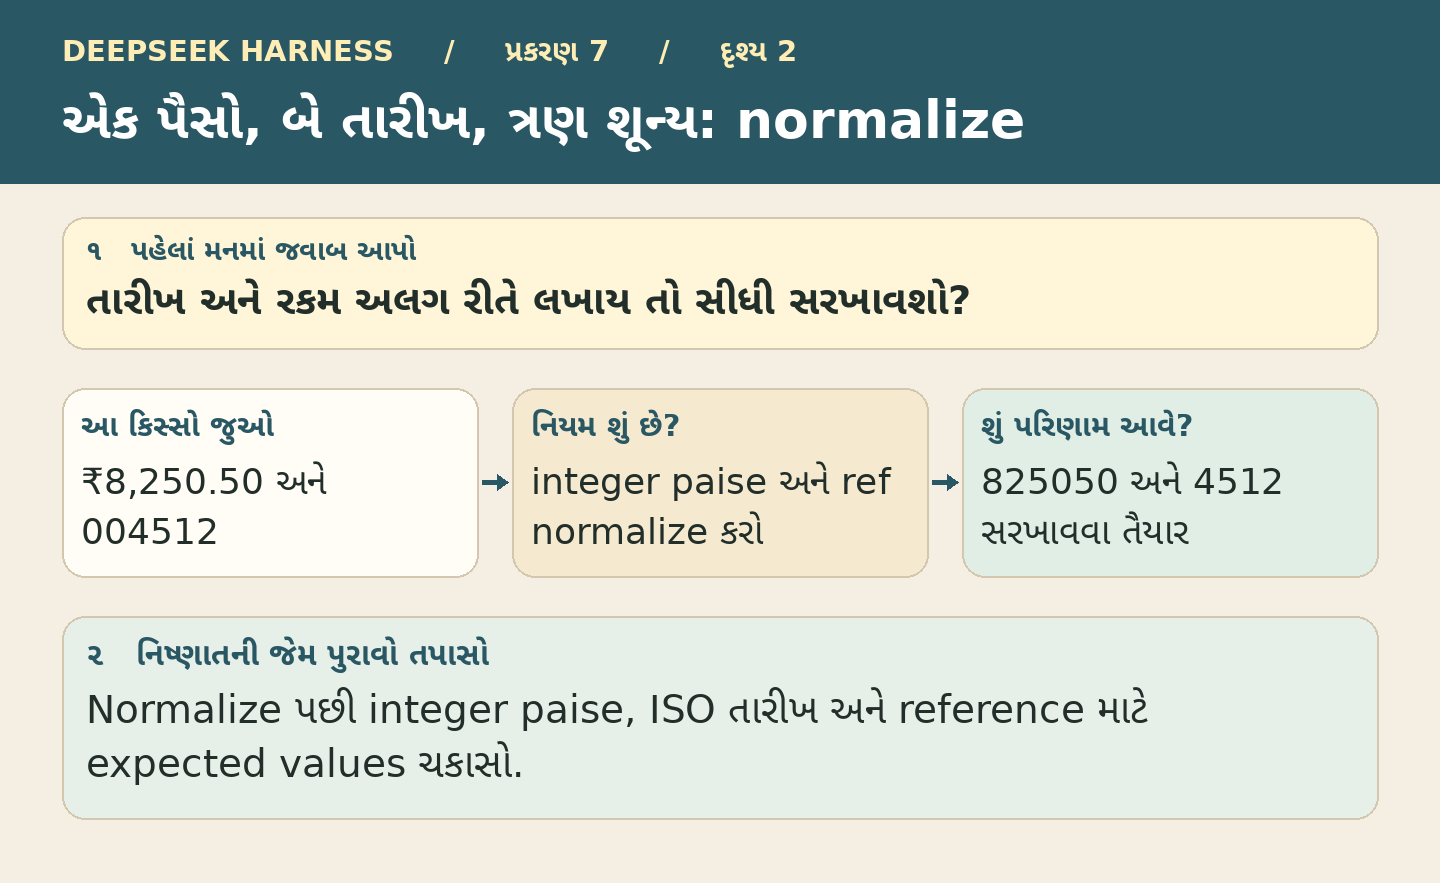 DEEPSEEK HARNESS / પ્રકરણ 7 / દૃશ્ય 2
એક પૈસો, બે તારીખ, ત્રણ શૂન્ય: normalize
૧ પહેલાં મનમાં જવાબ આપો
તારીખ અને રકમ અલગ રીતે લખાય તો સીધી સરખાવશો?
આ કિસ્સો જુઓ
₹8,250.50 અને
004512
નિયમ શું છે?
integer paise અને ref
normalize કરો
શું પરિણામ આવે?
825050 અને 4512
સરખાવવા તૈયાર
૨ નિષ્ણાતની જેમ પુરાવો તપાસો
Normalize પછી integer paise, ISO તારીખ અને reference માટે
expected values ચકાસો.